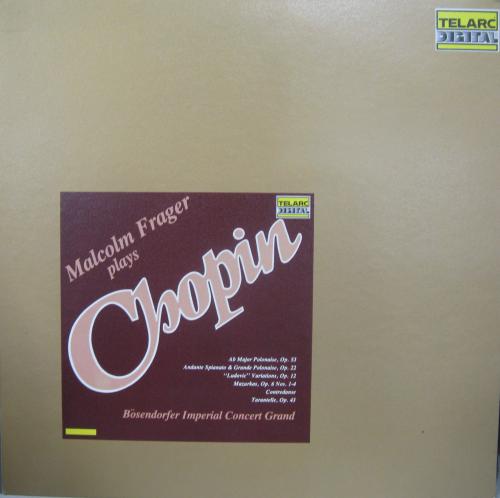 TELARC
DIGITAL
TELARC
DIGITAL
Malcolm Frager
plays
Chopin
Ab Major Polonaise, Op. 53
Andante Spianato & Grande Polonaise, Op. 22
"Ludovic" Variations, Op. 12
Mazurkas, Op. 6 Nos. 1-4
Contredanse
Tarantelle, Op. 43
Bösendorfer Imperial Concert Grand